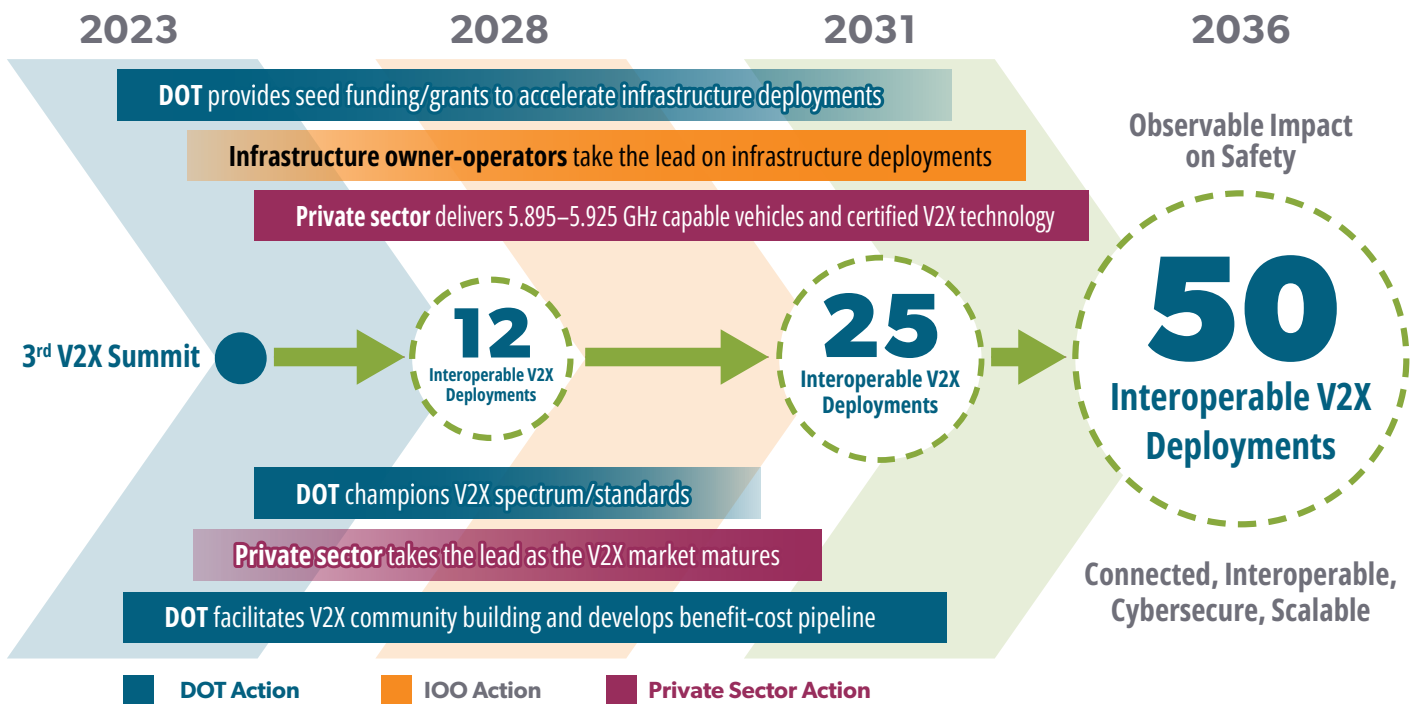 2023
2028
2031
2036
DOT provides seed funding/grants to accelerate infrastructure deployments
Infrastructure owner-operators take the lead on infrastructure deployments
Private sector delivers 5.895–5.925 GHz capable vehicles and certified V2X technology
Observable Impact
on Safety
3rd V2X Summit
12
Interoperable V2X
Deployments
25
Interoperable V2X
Deployments
50
Interoperable V2X
Deployments
DOT champions V2X spectrum/standards
Private sector takes the lead as the V2X market matures
DOT facilitates V2X community building and develops benefit-cost pipeline
Connected, Interoperable,
Cybersecure, Scalable
DOT Action
IOO Action
Private Sector Action